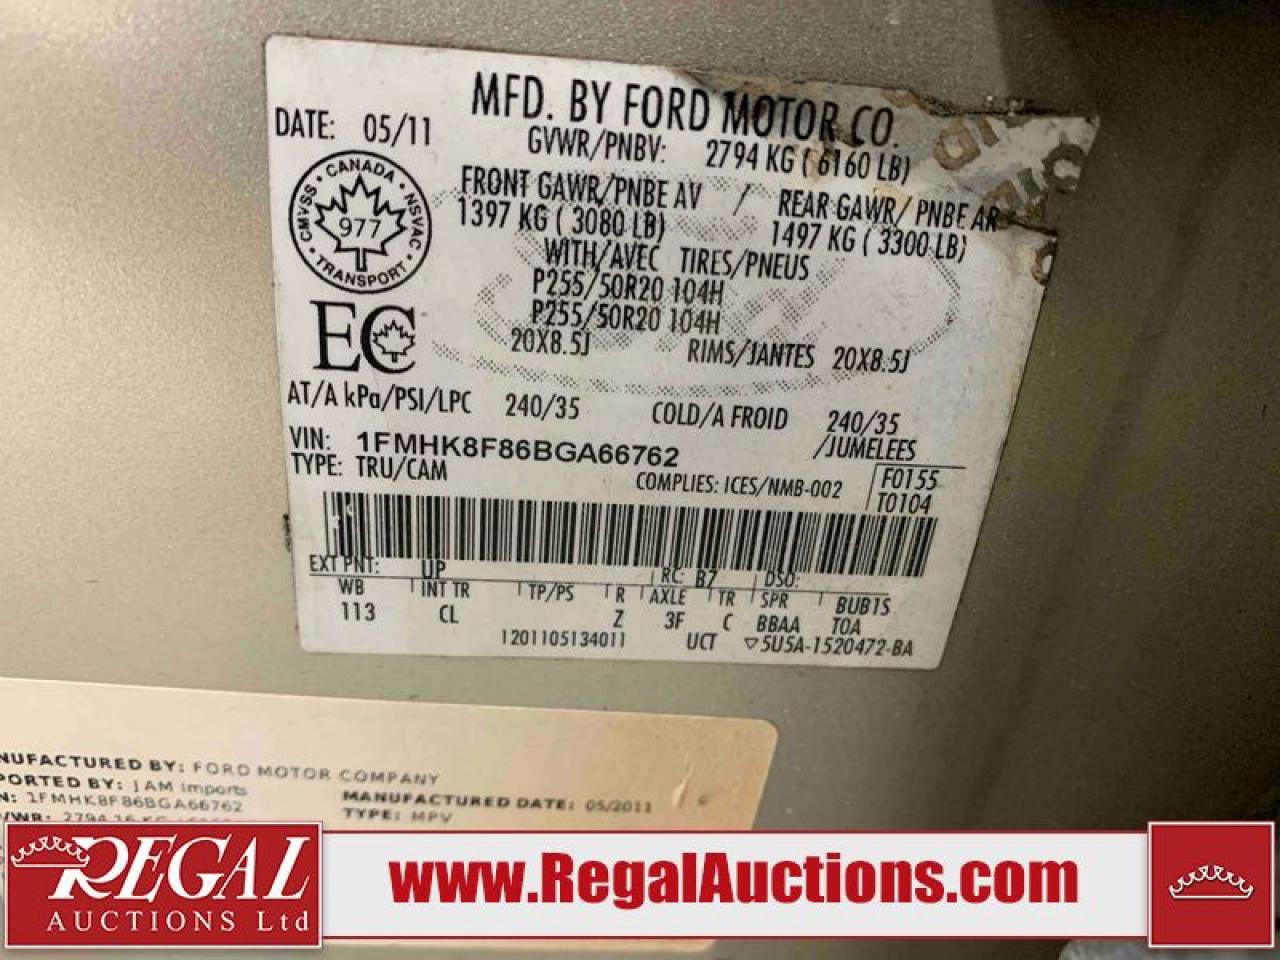 MFD. BY FORD MOTOR CO.
DATE: 05/11
GVWR/PNBV: 2794 KG ( 6160 LB)
FRONT GAWR/PNBE AV / REAR GAWR/ PNBE AR
1397 KG ( 3080 LB) 1497 KG ( 3300 LB)
WITH/AVEC TIRES/PNEUS
P255/50R20 104H
P255/50R20 104H
20X8.5J RIMS/JANTES 20X8.5J
CANADA
CMVSS NSVAC
977
TRANSPORT
EC
AT/A kPa/PSI/LPC 240/35 COLD/A FROID 240/35
/JUMELEES
VIN: 1FMHK8F86BGA66762
TYPE: TRU/CAM
COMPLIES: ICES/NMB-002
F0155
T0104
EXT PNT: UP RC: B7 DSO:
WB INT TR TP/PS R AXLE TR SPR BUB1S
113 CL Z 3F C BBAA TOA
1201105134011 UCT 5U5A-1520472-BA
NUFACTURED BY: FORD MOTOR COMPANY
PORTED BY: JAM Imports
N: 1FMHK8F86BGA66762
MANUFACTURED DATE: 05/2011
TYPE: MPV
REGAL
AUCTIONS Ltd
www.RegalAuctions.com